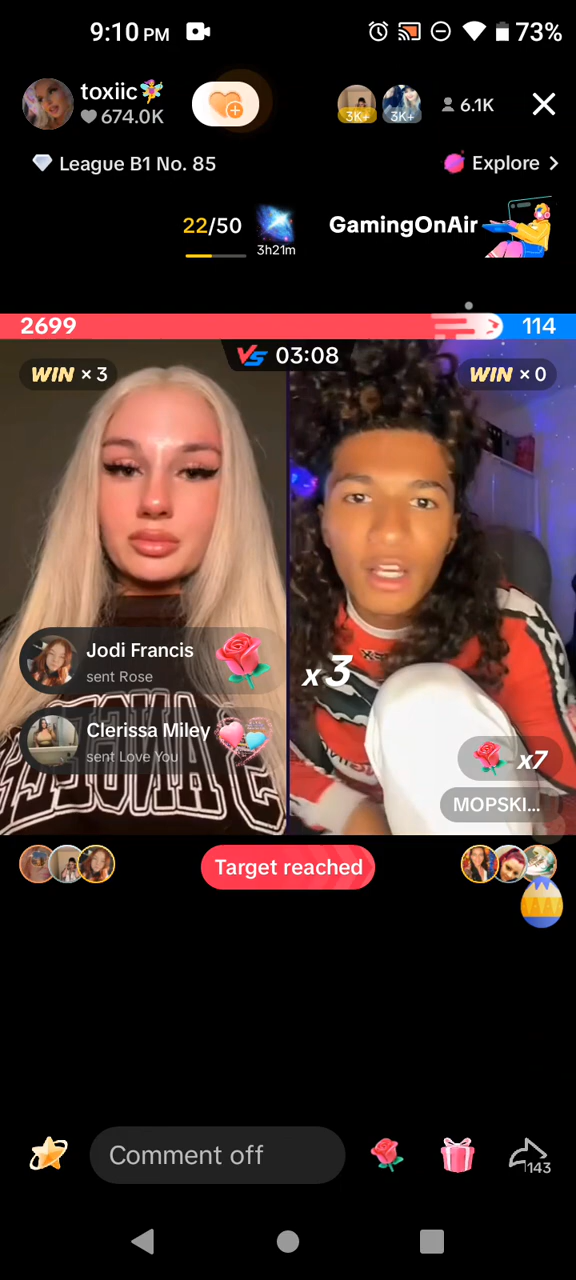 9:10 PM
73%
toxiic
674.0K
3K+
3K+
6.1K
League B1 No. 85
Explore >
22/50
3h21m
GamingOnAir
2699
114
VS 03:08
WIN × 3
WIN × 0
Jodi Francis
sent Rose
x3
Clerissa Miley
sent Love You
x7
MOPSKI...
Target reached
Comment off
143